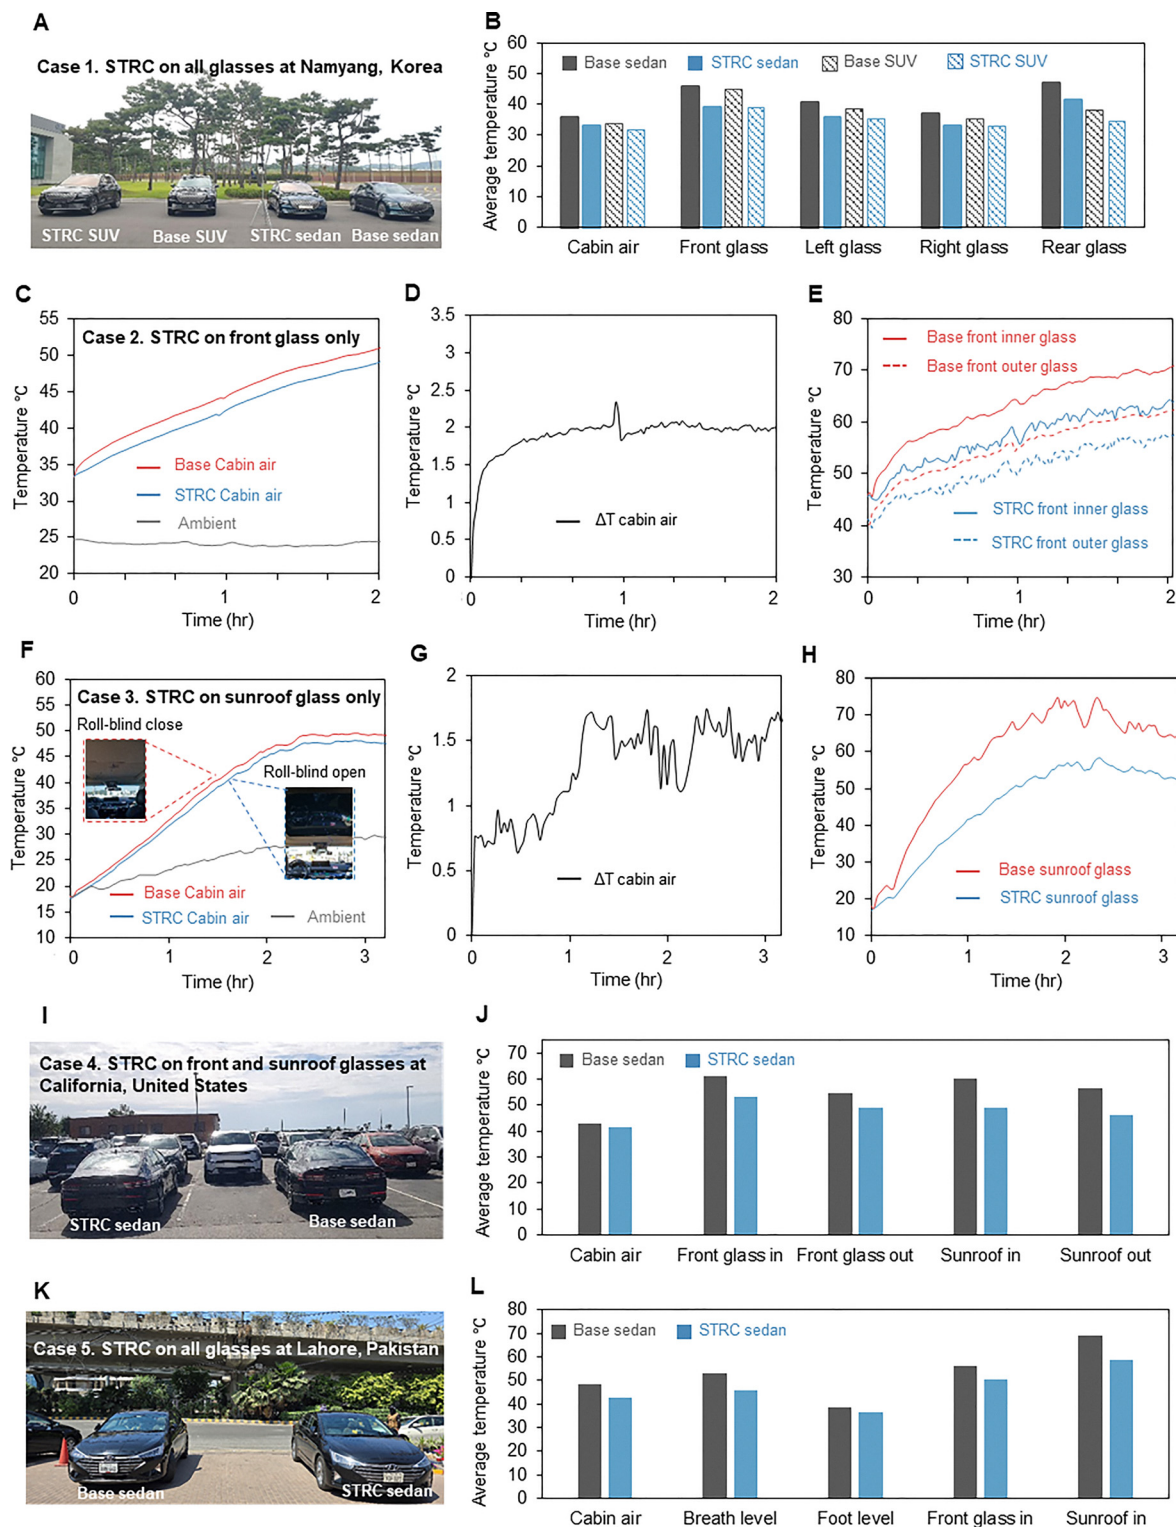 A
Case 1. STRC on all glasses at Namyang, Korea
STRC SUV Base SUV STRC sedan Base sedan
B
Average temperature °C
60
50
40
30
20
10
0
Base sedan STRC sedan Base SUV STRC SUV
Cabin air Front glass Left glass Right glass Rear glass
C
Case 2. STRC on front glass only
Temperature °C
55
50
45
40
35
30
25
20
Base Cabin air
STRC Cabin air
Ambient
0 1 2
Time (hr)
D
Temperature °C
3.5
3
2.5
2
1.5
1
0.5
0
ΔT cabin air
0 1 2
Time (hr)
E
Temperature °C
80
70
60
50
40
30
Base front inner glass
Base front outer glass
STRC front inner glass
STRC front outer glass
0 1 2
Time (hr)
F
Case 3. STRC on sunroof glass only
Temperature °C
60
55
50
45
40
35
30
25
20
15
10
Roll-blind close
Roll-blind open
Base Cabin air
STRC Cabin air Ambient
0 1 2 3
Time (hr)
G
Temperature °C
2
1.5
1
0.5
0
ΔT cabin air
0 1 2 3
Time (hr)
H
Temperature °C
80
70
60
50
40
30
20
10
Base sunroof glass
STRC sunroof glass
0 1 2 3
Time (hr)
I
Case 4. STRC on front and sunroof glasses at
California, United States
STRC sedan Base sedan
J
Average temperature °C
70
60
50
40
30
20
10
0
Base sedan STRC sedan
Cabin air Front glass in Front glass out Sunroof in Sunroof out
K
Case 5. STRC on all glasses at Lahore, Pakistan
Base sedan STRC sedan
L
Average temperature °C
80
70
60
50
40
30
20
10
0
Base sedan STRC sedan
Cabin air Breath level Foot level Front glass in Sunroof in